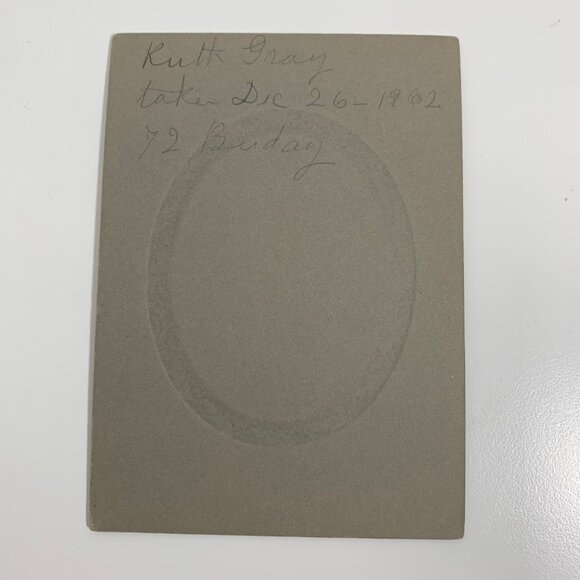 Ruth Gray
taken Dec 26-1902
72 Birday